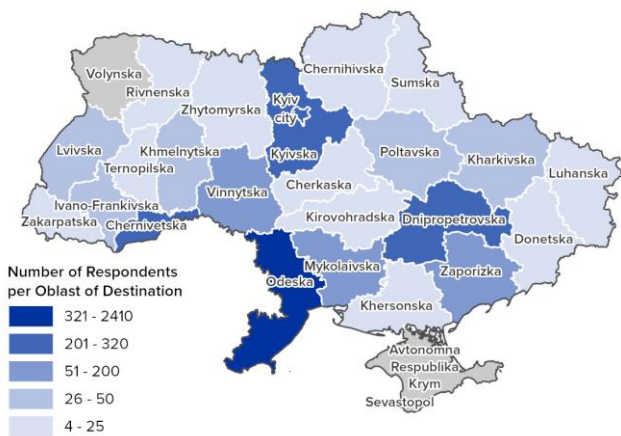 Volynska
Rivnenska
Zhytomyrska
Chernihivska
Sumska
Kyiv
city
Kyivska
Lvivska
Ternopilska
Khmelnytska
Vinnytska
Cherkaska
Poltavska
Kharkivska
Luhanska
Ivano-Frankivska
Zakarpatska
Chernivetska
Kirovohradska
Dnipropetrovska
Donetska
Odeska
Mykolaivska
Zaporizka
Khersonska
Avtonomna
Respublika
Krym
Sevastopol
Number of Respondents
per Oblast of Destination
321 - 2410
201 - 320
51 - 200
26 - 50
4 - 25